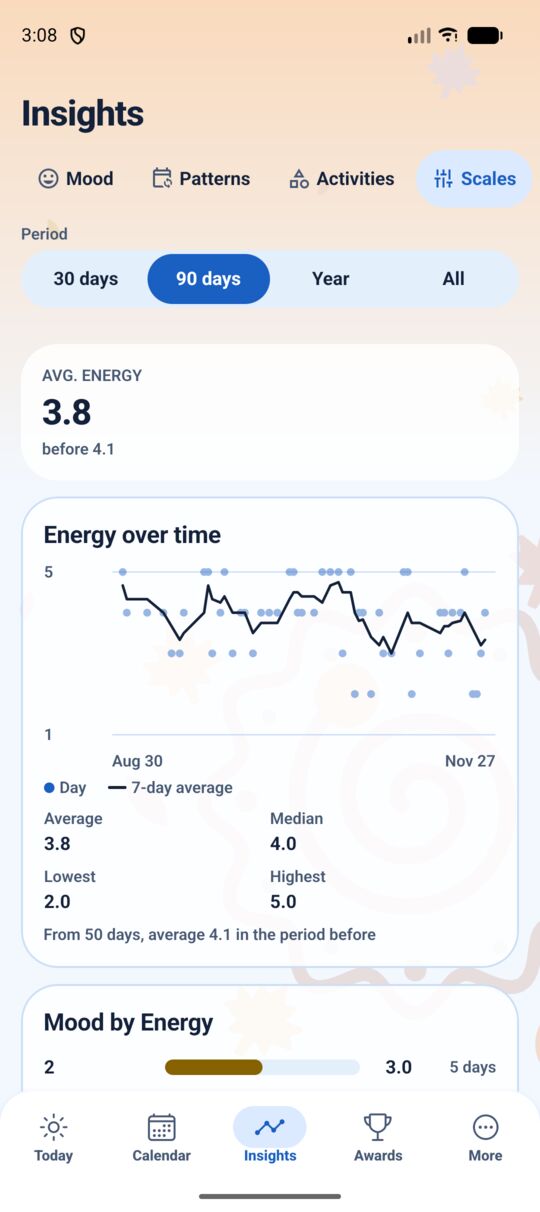 3:08
Insights
Mood Patterns Activities Scales
Period
30 days 90 days Year All
AVG. ENERGY
3.8
before 4.1
Energy over time
5
1
Aug 30 Nov 27
Day 7-day average
Average Median
3.8 4.0
Lowest Highest
2.0 5.0
From 50 days, average 4.1 in the period before
Mood by Energy
2 3.0 5 days
Today Calendar Insights Awards More